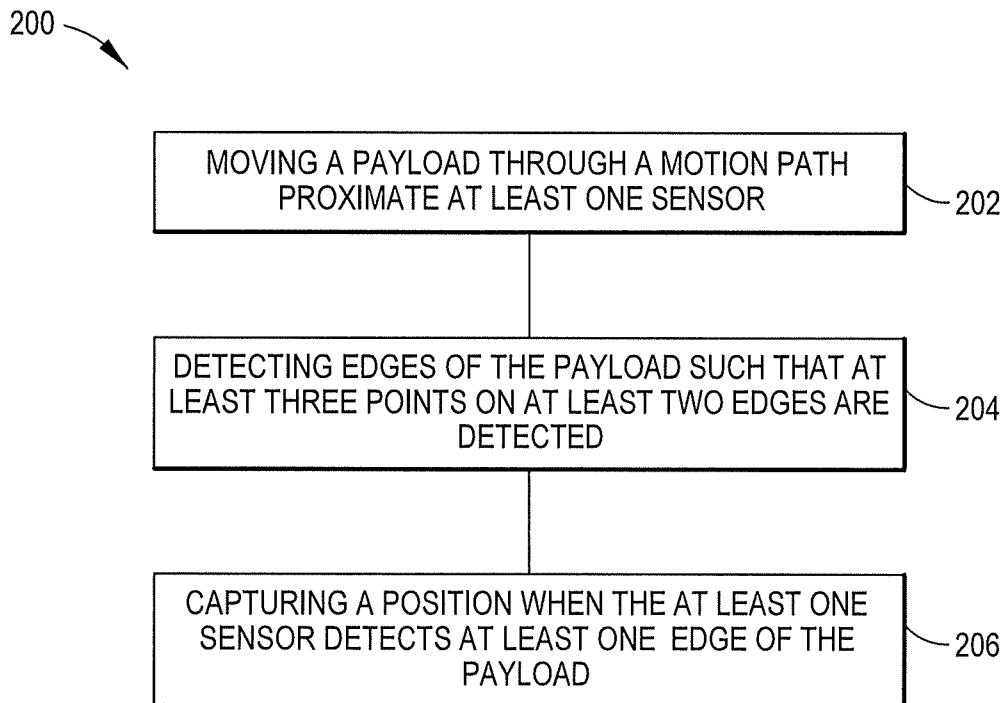 200
MOVING A PAYLOAD THROUGH A MOTION PATH
PROXIMATE AT LEAST ONE SENSOR
202
DETECTING EDGES OF THE PAYLOAD SUCH THAT AT
LEAST THREE POINTS ON AT LEAST TWO EDGES ARE
DETECTED
204
CAPTURING A POSITION WHEN THE AT LEAST ONE
SENSOR DETECTS AT LEAST ONE EDGE OF THE
PAYLOAD
206